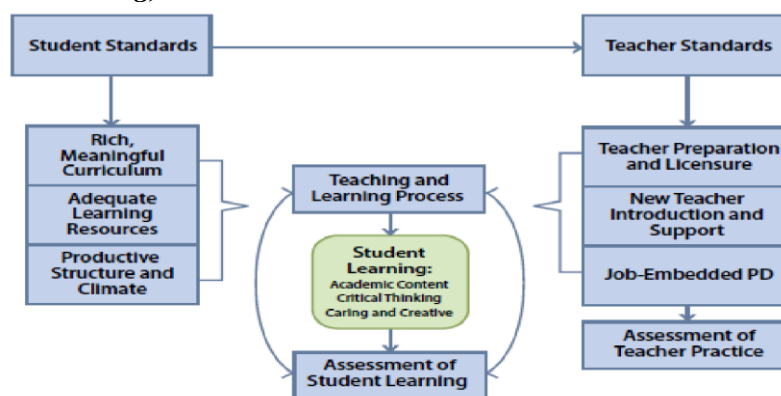 Student Standards
Teacher Standards
Rich,
Meaningful
Curriculum
Adequate
Learning
Resources
Productive
Structure and
Climate
Teaching and
Learning Process
Student
Learning:
Academic Content
Critical Thinking
Caring and Creative
Assessment of
Student Learning
Teacher Preparation
and Licensure
New Teacher
Introduction and
Support
Job-Embedded PD
Assessment of
Teacher Practice